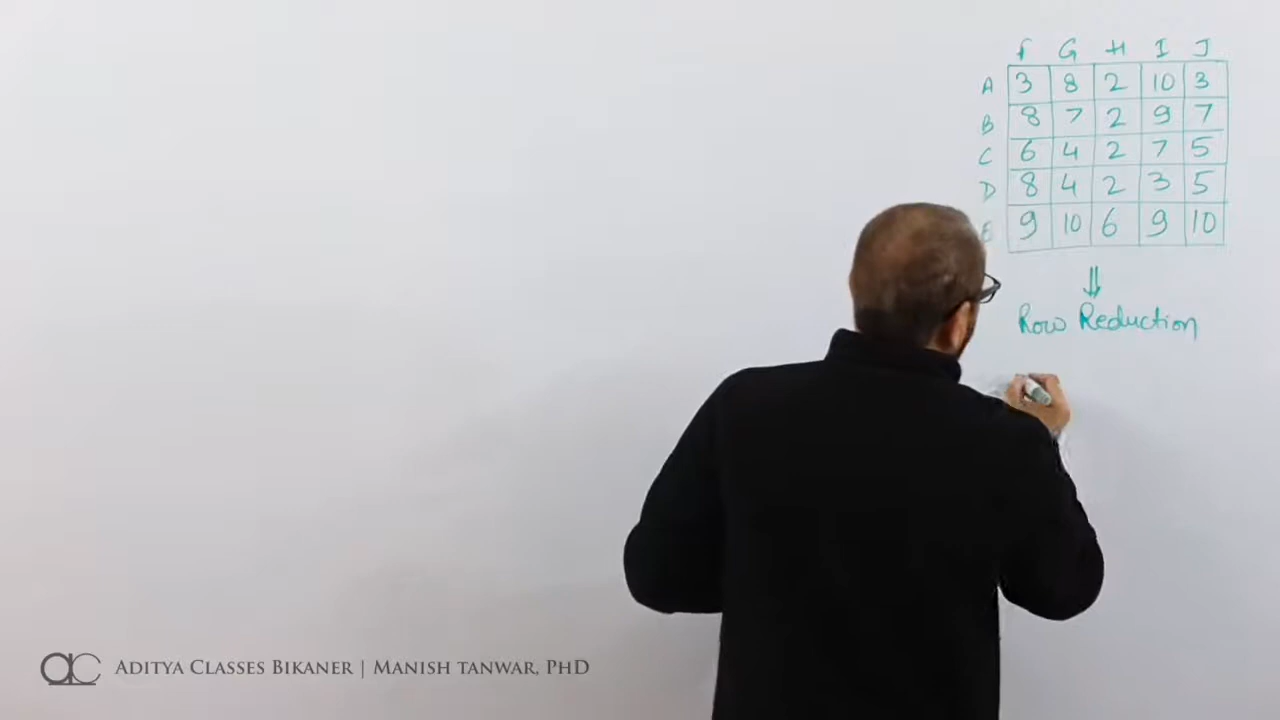 F G H I J
A 3 8 2 10 3
B 8 7 2 9 7
C 6 4 2 7 5
D 8 4 2 3 5
E 9 10 6 9 10
⇓
Row Reduction
ac ADITYA CLASSES BIKANER | MANISH TANWAR, PHD